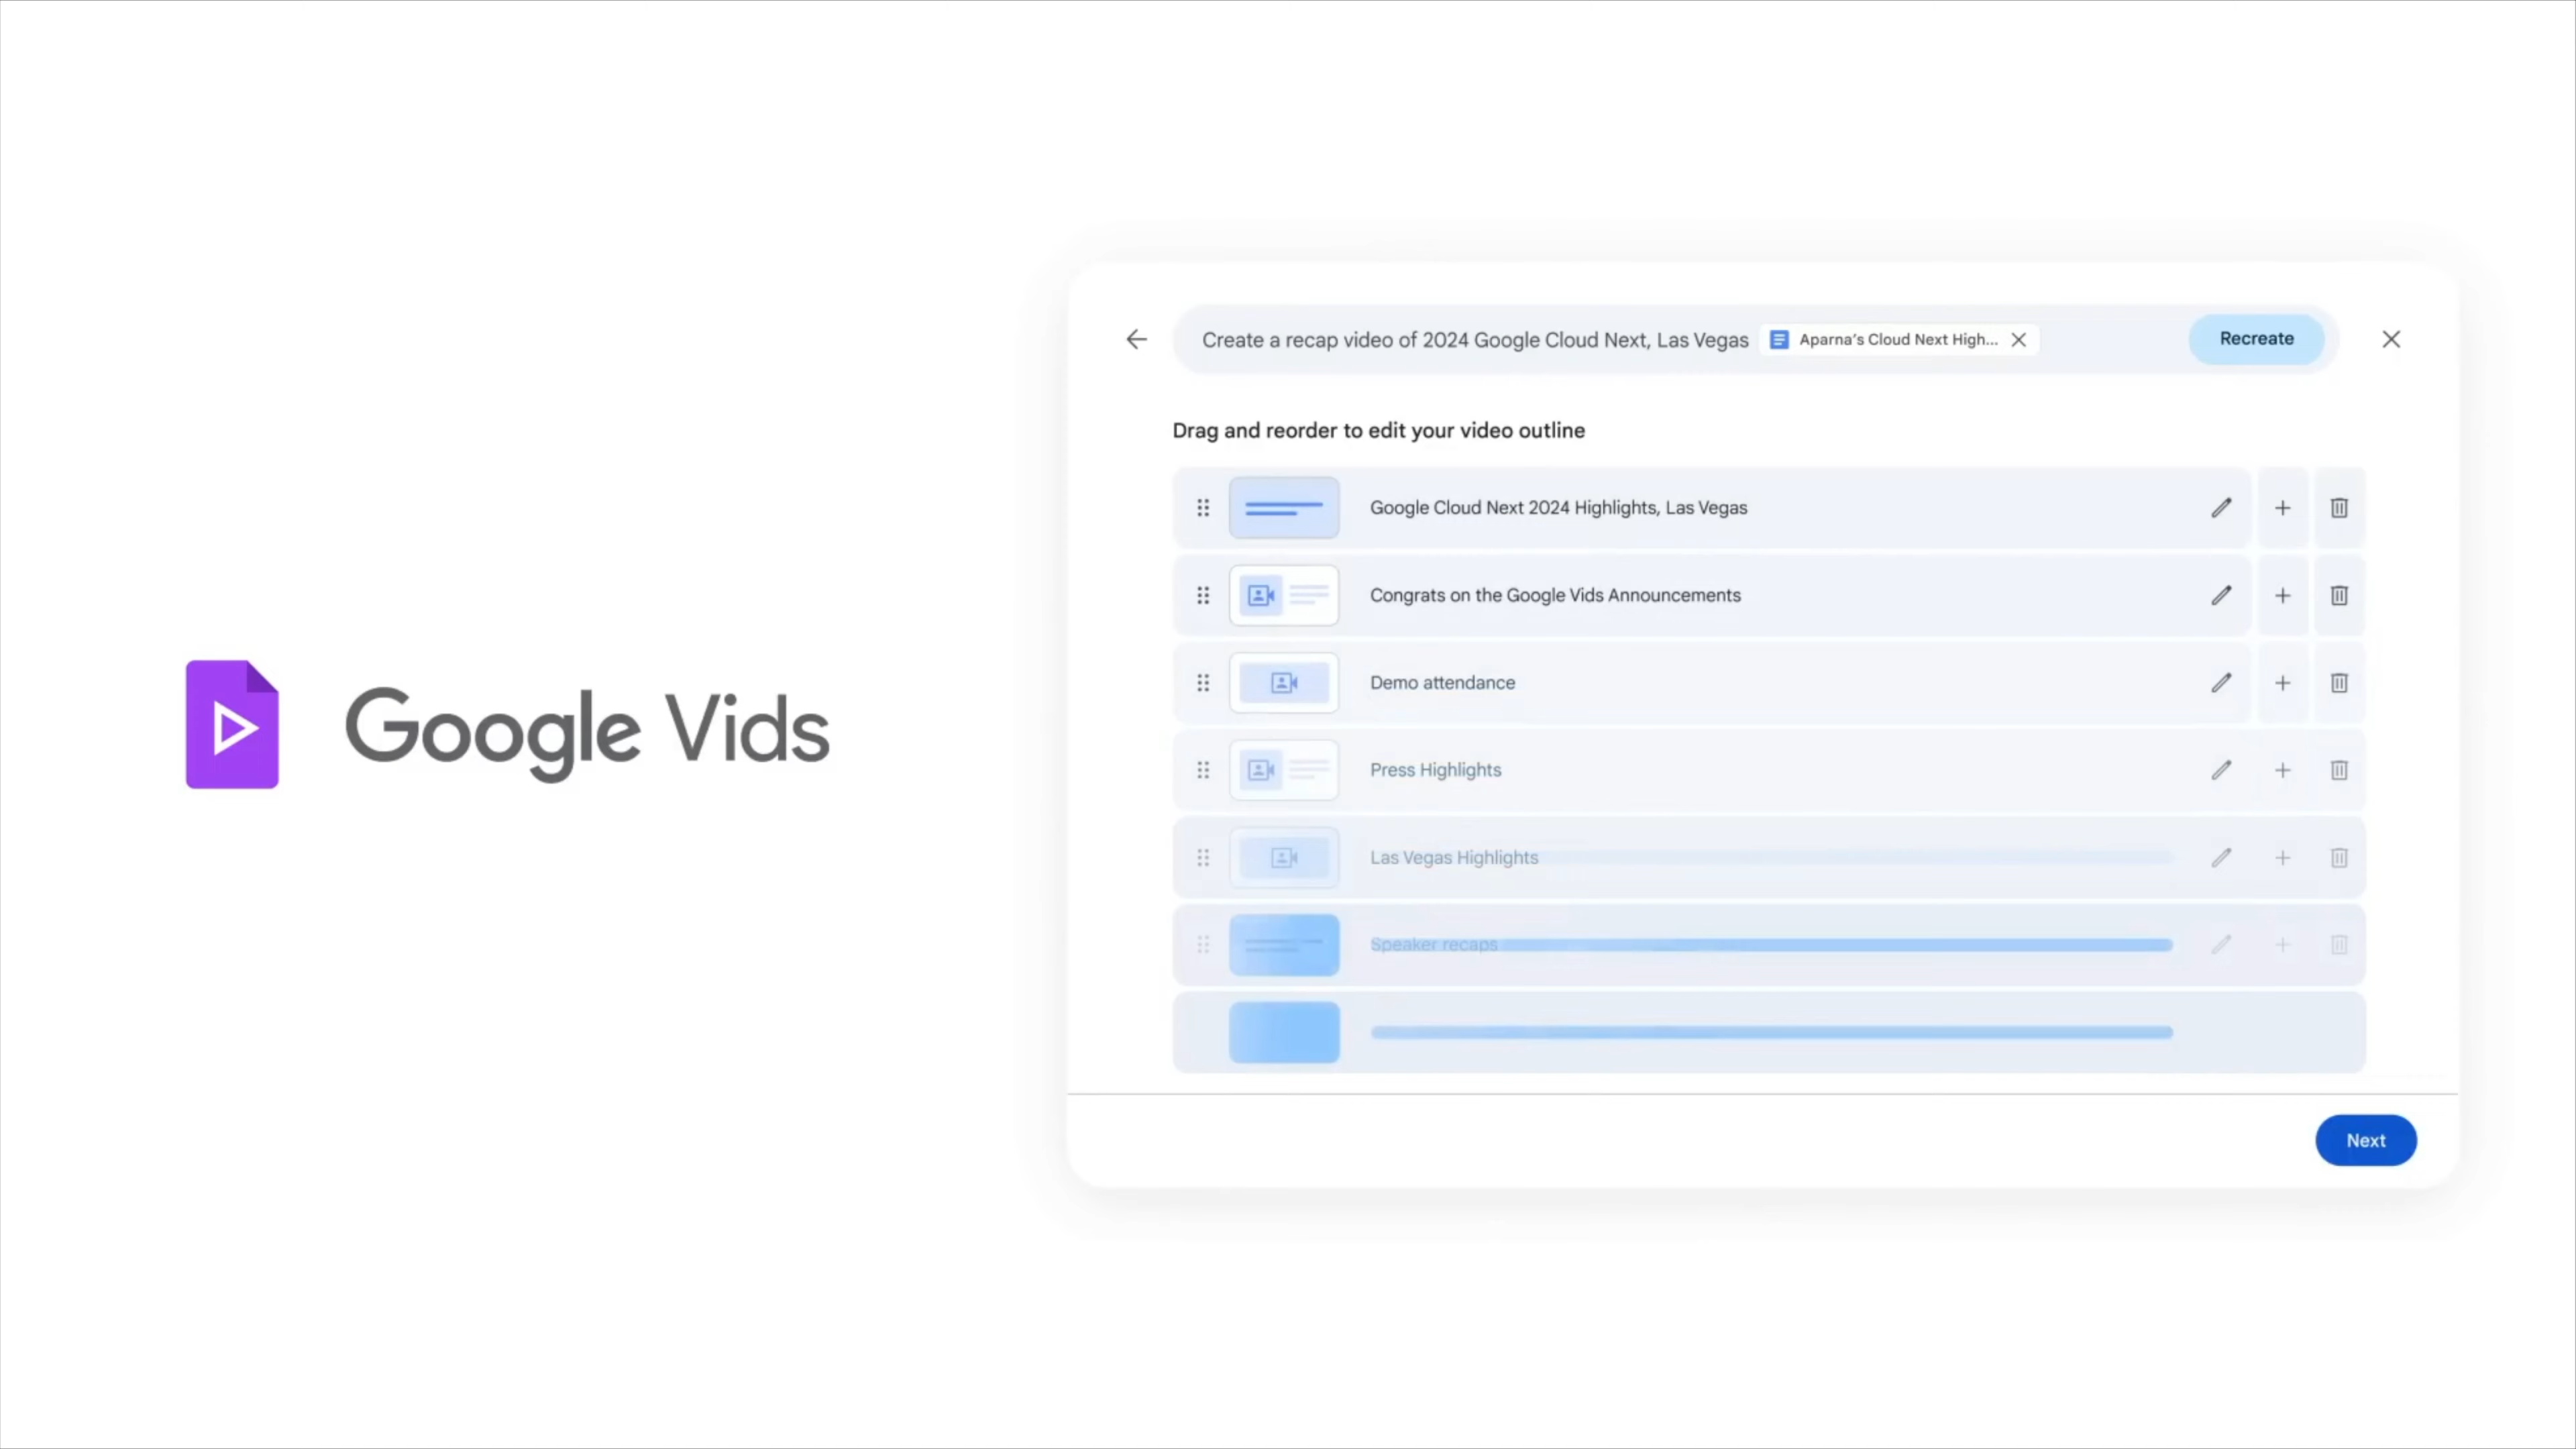 Google Vids
Create a recap video of 2024 Google Cloud Next, Las Vegas
Aparna's Cloud Next High...
Recreate
Drag and reorder to edit your video outline
Google Cloud Next 2024 Highlights, Las Vegas
Congrats on the Google Vids Announcements
Demo attendance
Press Highlights
Las Vegas Highlights
Speaker recaps
Next